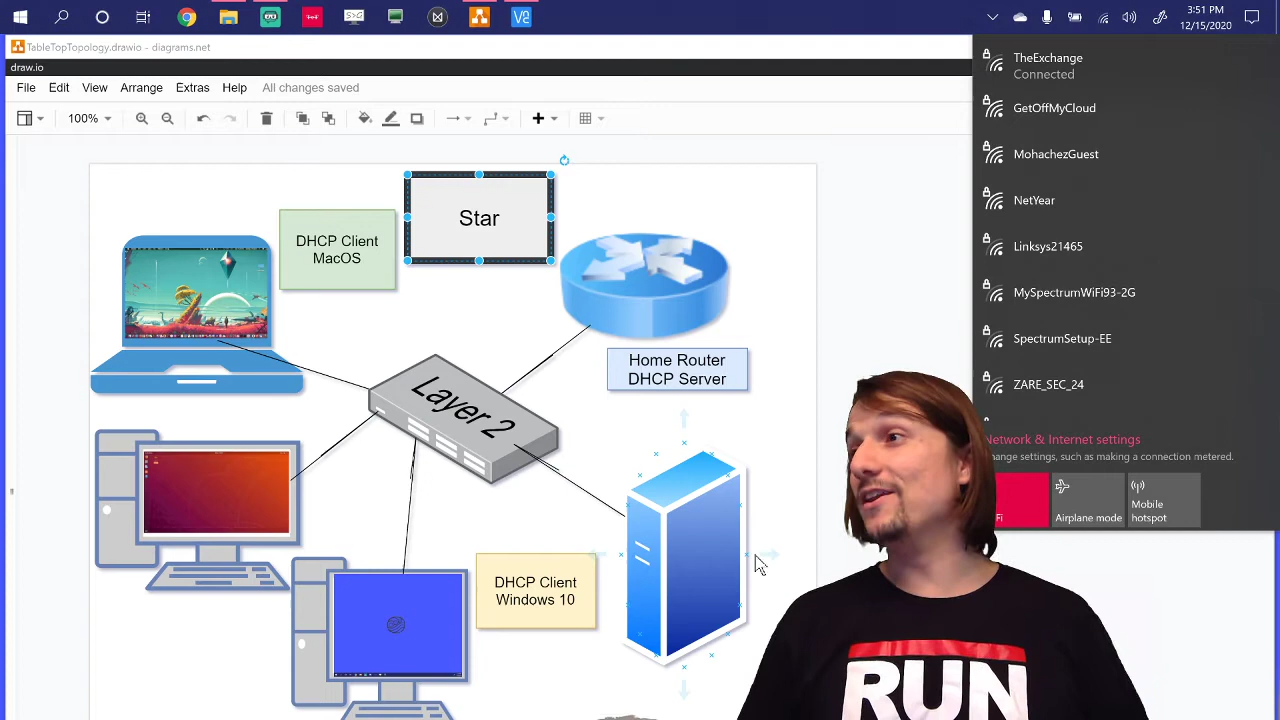 3:51 PM
12/15/2020
TableTopTopology.drawio - diagrams.net
draw.io
File Edit View Arrange Extras Help All changes saved
100%
Star
DHCP Client
MacOS
Home Router
DHCP Server
Layer 2
DHCP Client
Windows 10
TheExchange
Connected
GetOffMyCloud
MohachezGuest
NetYear
Linksys21465
MySpectrumWiFi93-2G
SpectrumSetup-EE
ZARE_SEC_24
Network & Internet settings
hange settings, such as making a connection metered.
Fi
Airplane mode
Mobile
hotspot
RUN